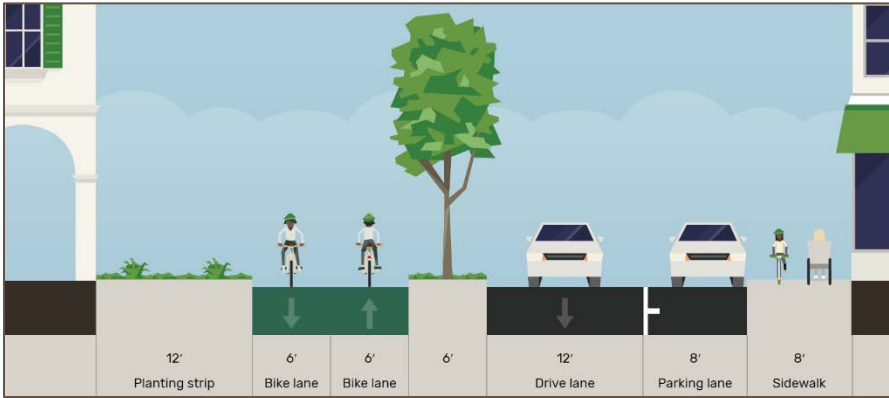 12′ 6′ 6′ 6′ 12′ 8′ 8′
Planting strip Bike lane Bike lane Drive lane Parking lane Sidewalk